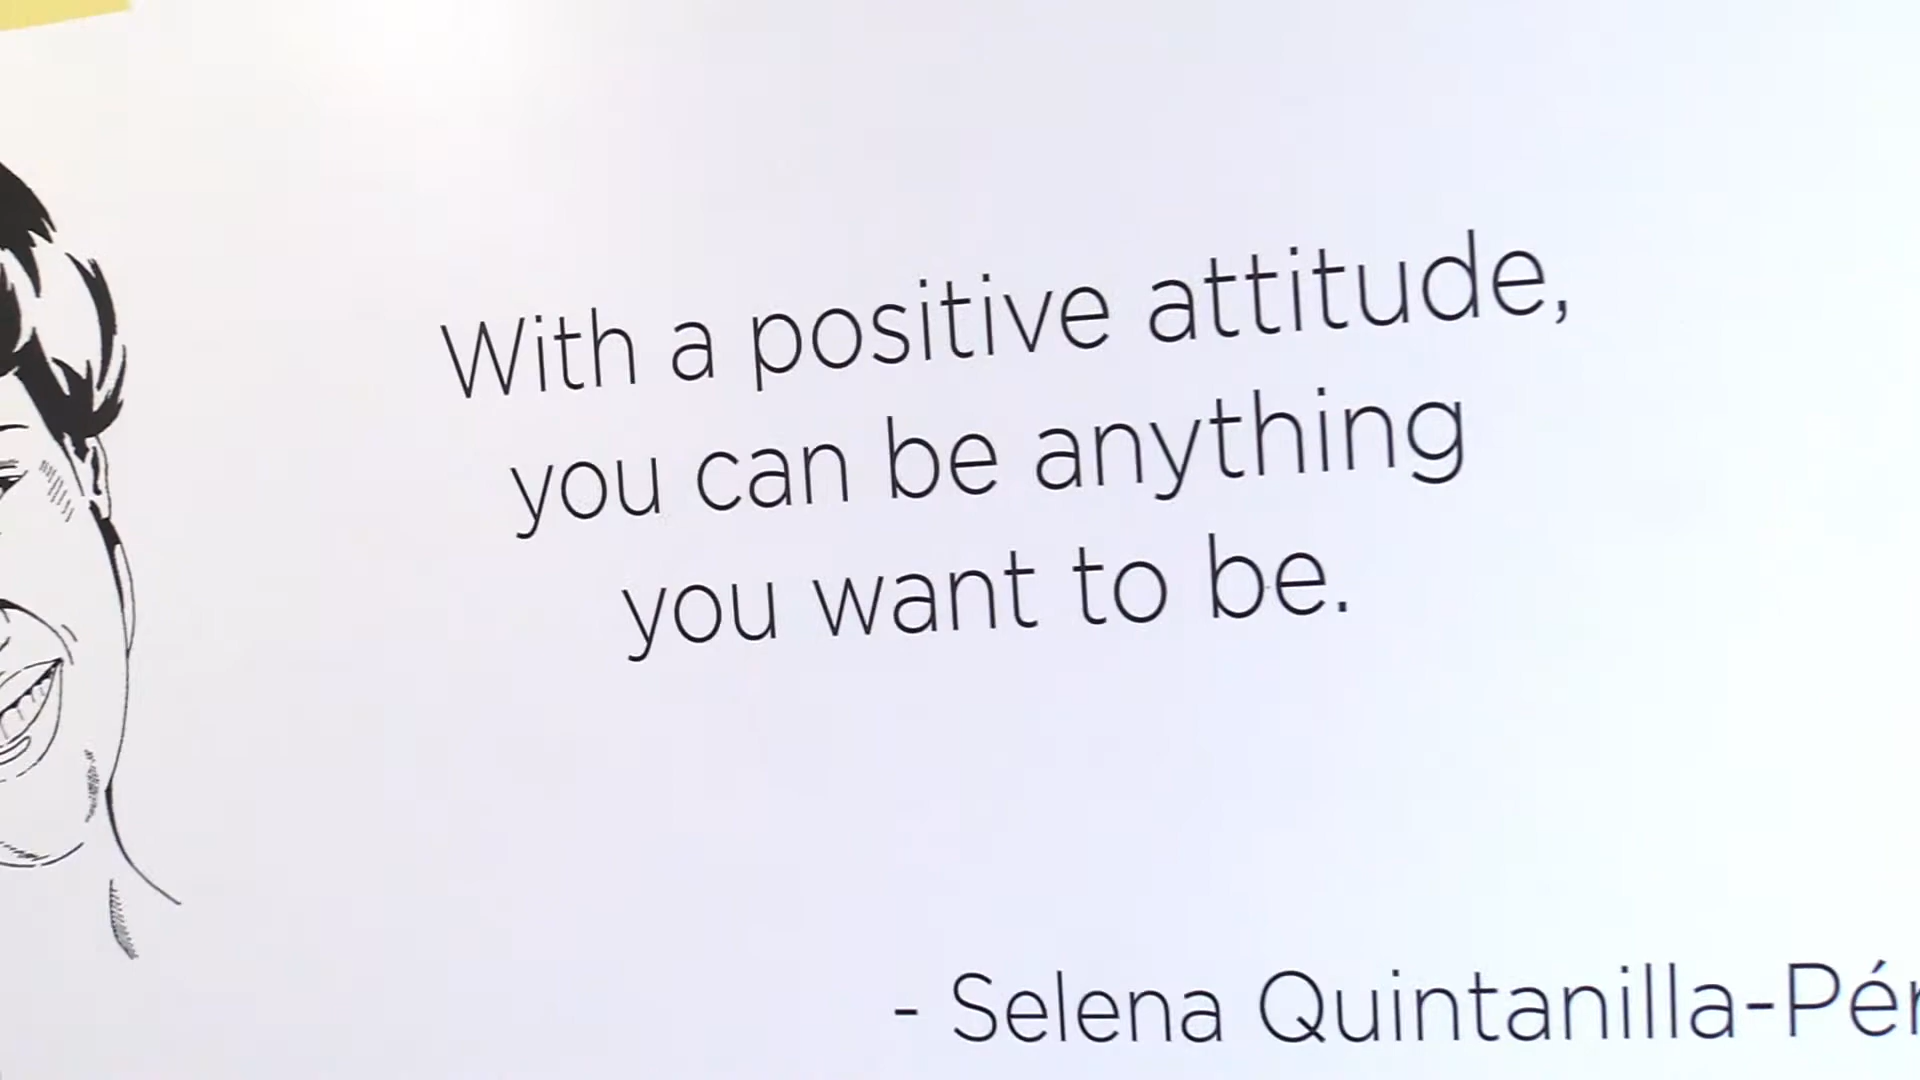 With a positive attitude,
you can be anything
you want to be.
- Selena Quintanilla-Pér